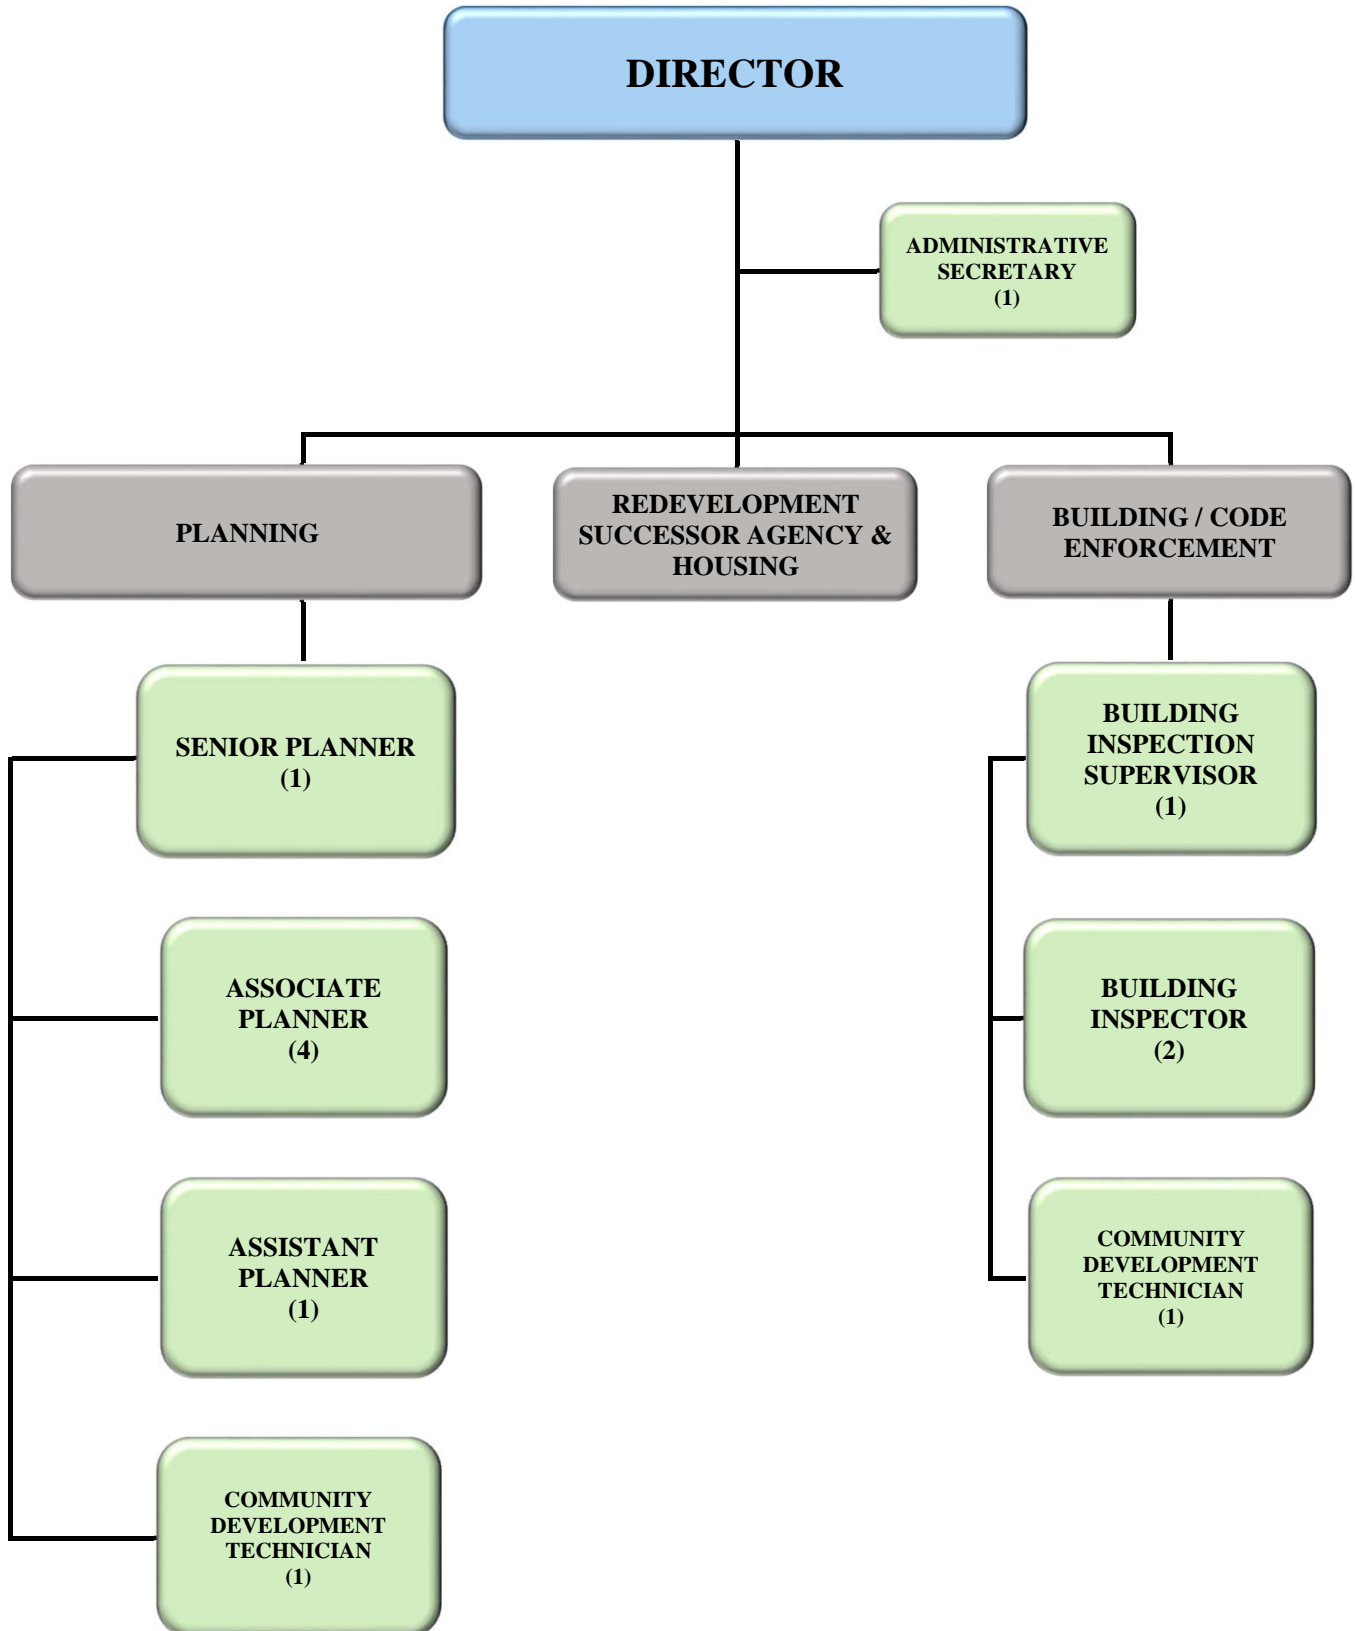 DIRECTOR
ADMINISTRATIVE
SECRETARY
(1)
PLANNING
REDEVELOPMENT
SUCCESSOR AGENCY &
HOUSING
BUILDING / CODE
ENFORCEMENT
SENIOR PLANNER
(1)
BUILDING
INSPECTION
SUPERVISOR
(1)
ASSOCIATE
PLANNER
(4)
BUILDING
INSPECTOR
(2)
ASSISTANT
PLANNER
(1)
COMMUNITY
DEVELOPMENT
TECHNICIAN
(1)
COMMUNITY
DEVELOPMENT
TECHNICIAN
(1)